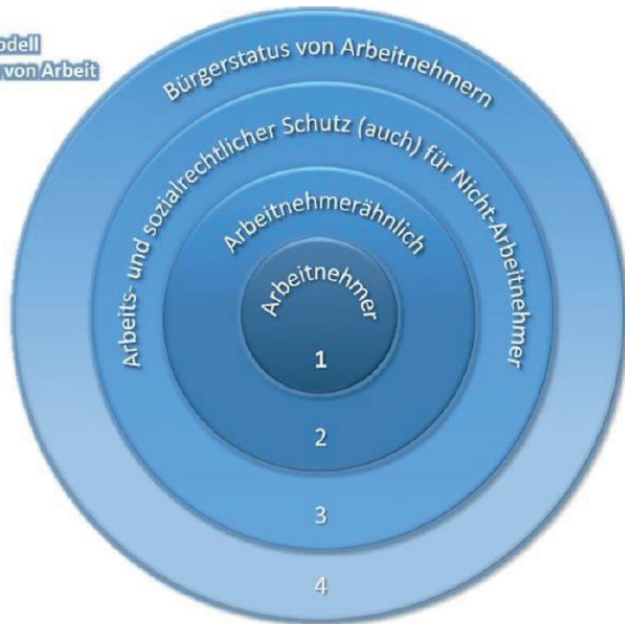 von Arbeit
Bürgerstatus von Arbeitnehmern
Arbeits- und sozialrechtlicher Schutz (auch) für Nicht-Arbeitnehmer
Arbeitnehmerähnlich
Arbeitnehmer
1
2
3
4